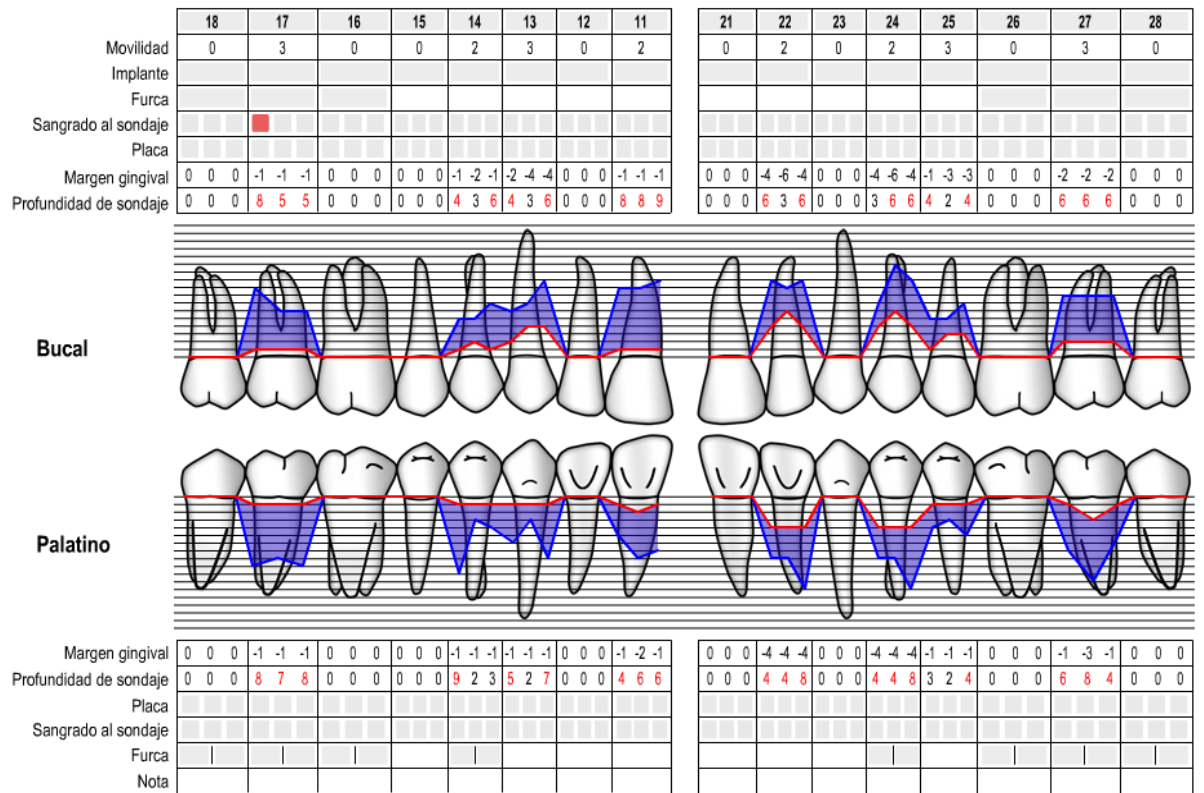 18 17 16 15 14 13 12 11 21 22 23 24 25 26 27 28
Movilidad 0 3 0 0 2 3 0 2 0 2 0 2 3 0 3 0
Implante
Furca
Sangrado al sondaje
Placa
Margen gingival 0 0 0 -1 -1 -1 0 0 0 0 0 0 -1 -2 -1 -2 -4 -4 0 0 0 -1 -1 -1 0 0 0 -4 -6 -4 0 0 0 -4 -6 -4 -1 -3 -3 0 0 0 -2 -2 -2 0 0 0
Profundidad de sondaje 0 0 0 8 5 5 0 0 0 0 0 0 4 3 6 4 3 6 0 0 0 8 8 9 0 0 0 6 3 6 0 0 0 3 6 6 4 2 4 0 0 0 6 6 6 0 0 0
Bucal
Palatino
Margen gingival 0 0 0 -1 -1 -1 0 0 0 0 0 0 -1 -1 -1 -1 -1 -1 0 0 0 -1 -2 -1 0 0 0 -4 -4 -4 0 0 0 -4 -4 -4 -1 -1 -1 0 0 0 -1 -3 -1 0 0 0
Profundidad de sondaje 0 0 0 8 7 8 0 0 0 0 0 0 9 2 3 5 2 7 0 0 0 4 6 6 0 0 0 4 4 8 0 0 0 4 4 8 3 2 4 0 0 0 6 8 4 0 0 0
Placa
Sangrado al sondaje
Furca
Nota